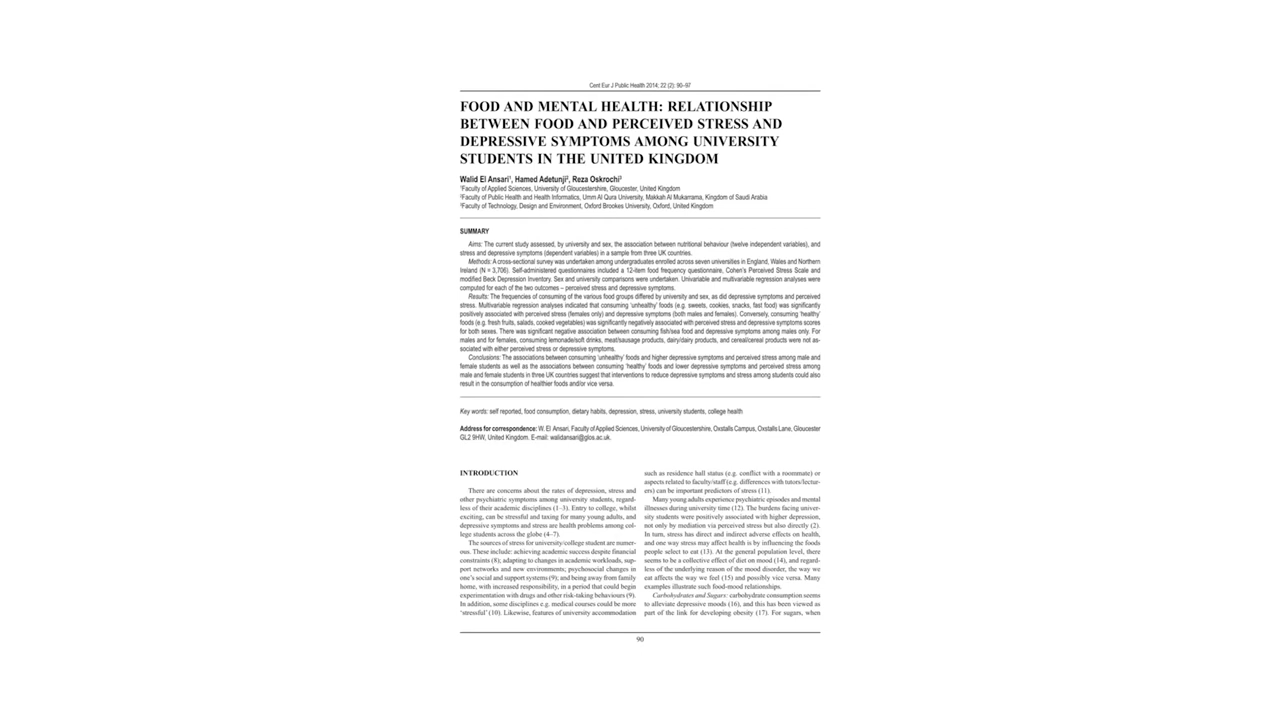 Cent Eur J Public Health 2014; 22 (2): 90–97
FOOD AND MENTAL HEALTH: RELATIONSHIP
BETWEEN FOOD AND PERCEIVED STRESS AND
DEPRESSIVE SYMPTOMS AMONG UNIVERSITY
STUDENTS IN THE UNITED KINGDOM
Walid El Ansari¹, Hamed Adetunji², Reza Oskrochi³
¹Faculty of Applied Sciences, University of Gloucestershire, Gloucester, United Kingdom
²Faculty of Public Health and Health Informatics, Umm Al Qura University, Makkah Al Mukarrama, Kingdom of Saudi Arabia
³Faculty of Technology, Design and Environment, Oxford Brookes University, Oxford, United Kingdom
SUMMARY
Aims: The current study assessed, by university and sex, the association between nutritional behaviour (twelve independent variables), and
stress and depressive symptoms (dependent variables) in a sample from three UK countries.
Methods: A cross-sectional survey was undertaken among undergraduates enrolled across seven universities in England, Wales and Northern
Ireland (N = 3,706). Self-administered questionnaires included a 12-item food frequency questionnaire, Cohen's Perceived Stress Scale and
modified Beck Depression Inventory. Sex and university comparisons were undertaken. Univariable and multivariable regression analyses were
computed for each of the two outcomes – perceived stress and depressive symptoms.
Results: The frequencies of consuming of the various food groups differed by university and sex, as did depressive symptoms and perceived
stress. Multivariable regression analyses indicated that consuming 'unhealthy' foods (e.g. sweets, cookies, snacks, fast food) was significantly
positively associated with perceived stress (females only) and depressive symptoms (both males and females). Conversely, consuming 'healthy'
foods (e.g. fresh fruits, salads, cooked vegetables) was significantly negatively associated with perceived stress and depressive symptoms scores
for both sexes. There was significant negative association between consuming fish/sea food and depressive symptoms among males only. For
males and for females, consuming lemonade/soft drinks, meat/sausage products, dairy/dairy products, and cereal/cereal products were not as-
sociated with either perceived stress or depressive symptoms.
Conclusions: The associations between consuming 'unhealthy' foods and higher depressive symptoms and perceived stress among male and
female students as well as the associations between consuming 'healthy' foods and lower depressive symptoms and perceived stress among
male and female students in three UK countries suggest that interventions to reduce depressive symptoms and stress among students could also
result in the consumption of healthier foods and/or vice versa.
Key words: self reported, food consumption, dietary habits, depression, stress, university students, college health
Address for correspondence: W. El Ansari, Faculty of Applied Sciences, University of Gloucestershire, Oxstalls Campus, Oxstalls Lane, Gloucester
GL2 9HW, United Kingdom. E-mail: walidansari@glos.ac.uk.
INTRODUCTION
There are concerns about the rates of depression, stress and
other psychiatric symptoms among university students, regard-
less of their academic disciplines (1–3). Entry to college, whilst
exciting, can be stressful and taxing for many young adults, and
depressive symptoms and stress are health problems among col-
lege students across the globe (4–7).
The sources of stress for university/college student are numer-
ous. These include: achieving academic success despite financial
constraints (8); adapting to changes in academic workloads, sup-
port networks and new environments; psychosocial changes in
one's social and support systems (9); and being away from family
home, with increased responsibility, in a period that could begin
experimentation with drugs and other risk-taking behaviours (9).
In addition, some disciplines e.g. medical courses could be more
'stressful' (10). Likewise, features of university accommodation
such as residence hall status (e.g. conflict with a roommate) or
aspects related to faculty/staff (e.g. differences with tutors/lectur-
ers) can be important predictors of stress (11).
Many young adults experience psychiatric episodes and mental
illnesses during university time (12). The burdens facing univer-
sity students were positively associated with higher depression,
not only by mediation via perceived stress but also directly (2).
In turn, stress has direct and indirect adverse effects on health,
and one way stress may affect health is by influencing the foods
people select to eat (13). At the general population level, there
seems to be a collective effect of diet on mood (14), and regard-
less of the underlying reason of the mood disorder, the way we
eat affects the way we feel (15) and possibly vice versa. Many
examples illustrate such food-mood relationships.
Carbohydrates and Sugars: carbohydrate consumption seems
to alleviate depressive moods (16), and this has been viewed as
part of the link for developing obesity (17). For sugars, when
90